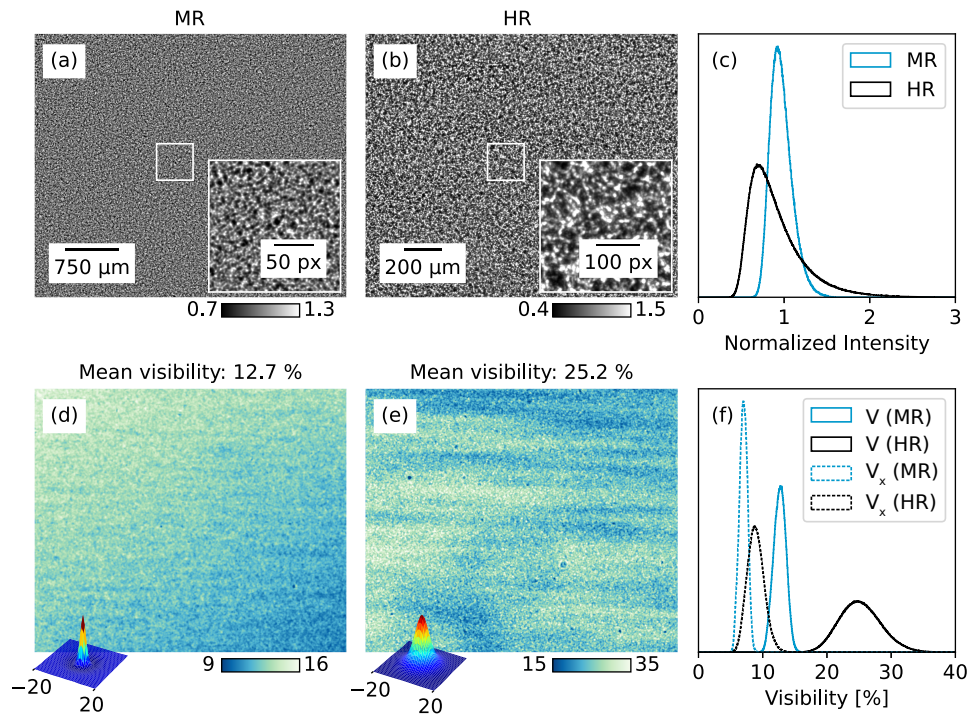 MR
HR
(a)
750 µm
50 px
0.7
1.3
(b)
200 µm
100 px
0.4
1.5
(c)
MR
HR
0
1
2
3
Normalized Intensity
Mean visibility: 12.7 %
(d)
−20
20
9
16
Mean visibility: 25.2 %
(e)
−20
20
15
35
(f)
V (MR)
V (HR)
Vx (MR)
Vx (HR)
0
10
20
30
40
Visibility [%]